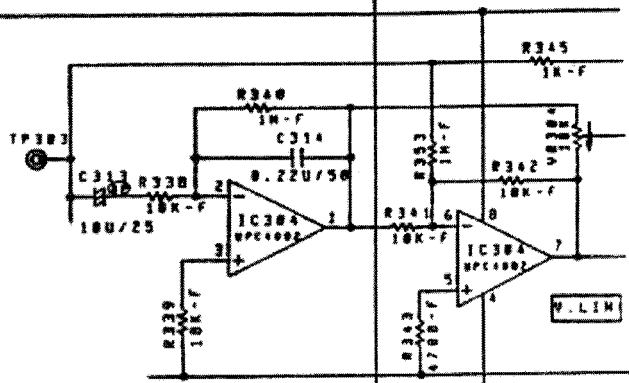 R345
1K-F
R340
1M-F
C314
0.22U/50
TP303
C313
R338
10K-F
10U/25
2
3
1
IC304
UPC4082
R339
10K-F
R353
1M-F
R342
10K-F
R341
10K-F
6
5
8
4
7
IC304
UPC4082
R343
4700-F
V.LIN